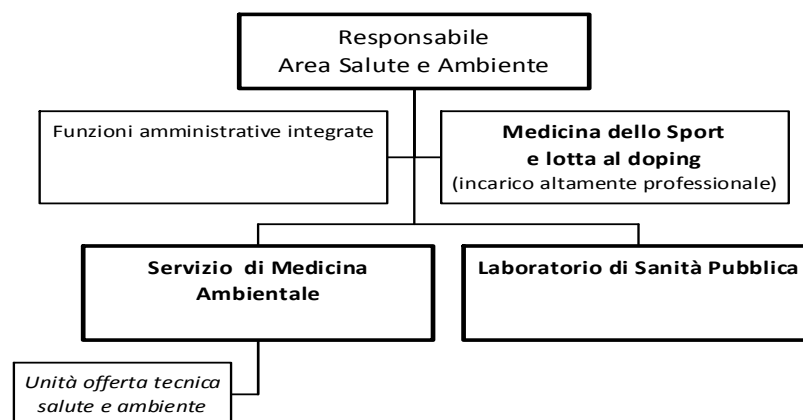 Responsabile
Area Salute e Ambiente
Funzioni amministrative integrate
Medicina dello Sport
e lotta al doping
(incarico altamente professionale)
Servizio di Medicina
Ambientale
Laboratorio di Sanità Pubblica
Unità offerta tecnica
salute e ambiente